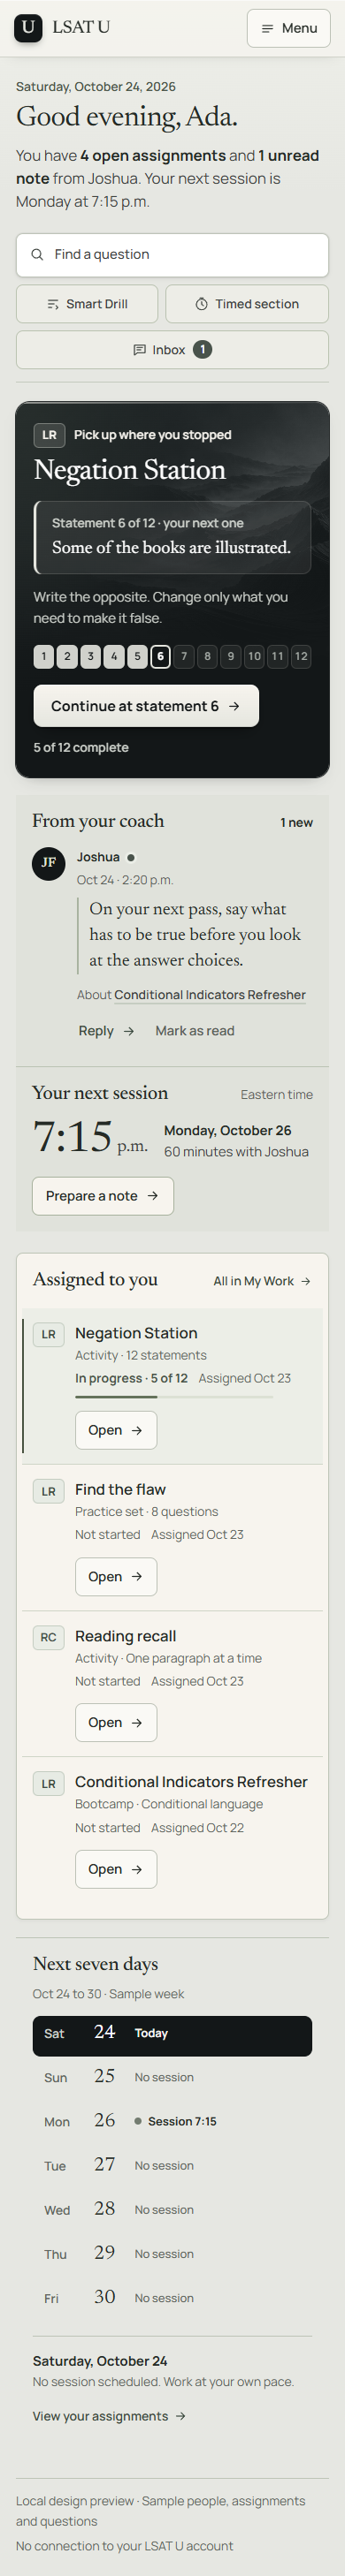 U LSAT U Menu
Saturday, October 24, 2026
Good evening, Ada.
You have 4 open assignments and 1 unread
note from Joshua. Your next session is
Monday at 7:15 p.m.
Find a question
Smart Drill Timed section
Inbox 1
LR Pick up where you stopped
Negation Station
Statement 6 of 12 · your next one
Some of the books are illustrated.
Write the opposite. Change only what you
need to make it false.
1 2 3 4 5 6 7 8 9 10 11 12
Continue at statement 6 →
5 of 12 complete
From your coach 1 new
JF Joshua
Oct 24 · 2:20 p.m.
On your next pass, say what
has to be true before you look
at the answer choices.
About Conditional Indicators Refresher
Reply → Mark as read
Your next session Eastern time
7:15 p.m. Monday, October 26
60 minutes with Joshua
Prepare a note →
Assigned to you All in My Work →
LR Negation Station
Activity · 12 statements
In progress · 5 of 12 Assigned Oct 23
Open →
LR Find the flaw
Practice set · 8 questions
Not started Assigned Oct 23
Open →
RC Reading recall
Activity · One paragraph at a time
Not started Assigned Oct 23
Open →
LR Conditional Indicators Refresher
Bootcamp · Conditional language
Not started Assigned Oct 22
Open →
Next seven days
Oct 24 to 30 · Sample week
Sat 24 Today
Sun 25 No session
Mon 26 Session 7:15
Tue 27 No session
Wed 28 No session
Thu 29 No session
Fri 30 No session
Saturday, October 24
No session scheduled. Work at your own pace.
View your assignments →
Local design preview · Sample people, assignments
and questions
No connection to your LSAT U account